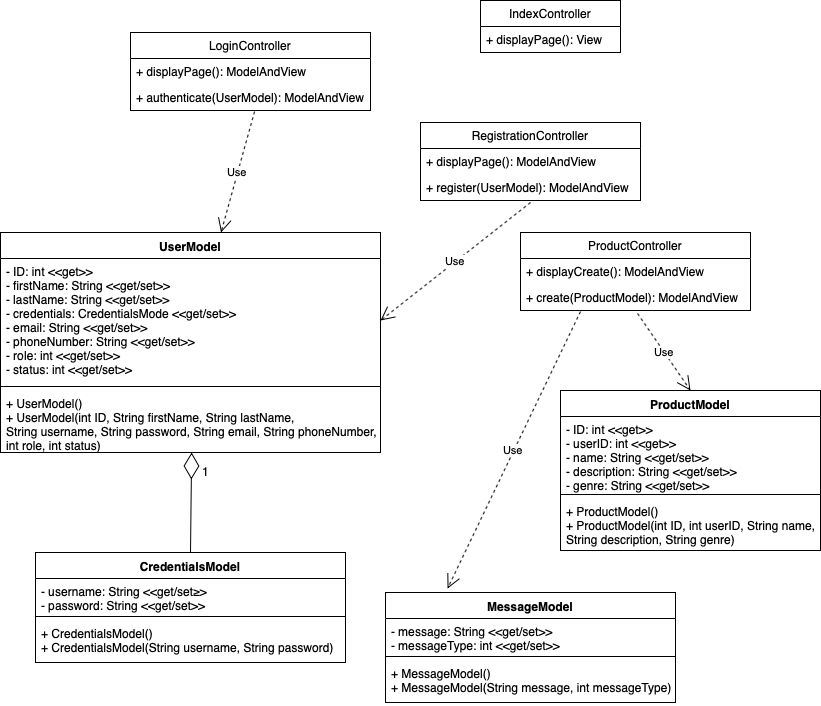 IndexController
+ displayPage(): View
LoginController
+ displayPage(): ModelAndView
+ authenticate(UserModel): ModelAndView
RegistrationController
+ displayPage(): ModelAndView
+ register(UserModel): ModelAndView
Use
UserModel
- ID: int <<get>>
- firstName: String <<get/set>>
- lastName: String <<get/set>>
- credentials: CredentialsMode <<get/set>>
- email: String <<get/set>>
- phoneNumber: String <<get/set>>
- role: int <<get/set>>
- status: int <<get/set>>
+ UserModel()
+ UserModel(int ID, String firstName, String lastName,
String username, String password, String email, String phoneNumber,
int role, int status)
Use
ProductController
+ displayCreate(): ModelAndView
+ create(ProductModel): ModelAndView
Use
ProductModel
- ID: int <<get>>
- userID: int <<get>>
- name: String <<get/set>>
- description: String <<get/set>>
- genre: String <<get/set>>
+ ProductModel()
+ ProductModel(int ID, int userID, String name,
String description, String genre)
Use
1
CredentialsModel
- username: String <<get/set>>
- password: String <<get/set>>
+ CredentialsModel()
+ CredentialsModel(String username, String password)
MessageModel
- message: String <<get/set>>
- messageType: int <<get/set>>
+ MessageModel()
+ MessageModel(String message, int messageType)